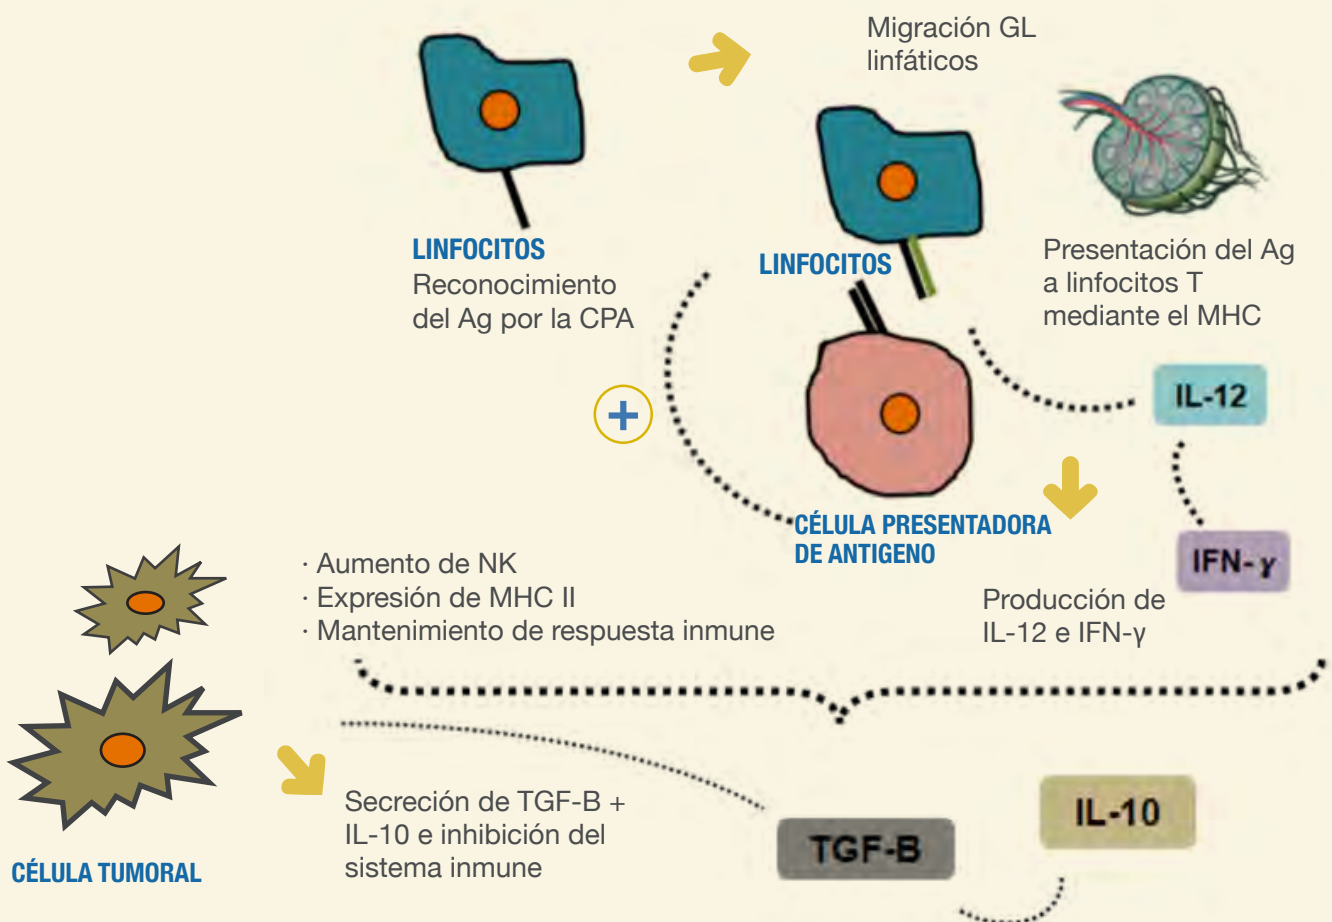 Migración GL
linfáticos
LINFOCITOS
Reconocimiento
del Ag por la CPA
LINFOCITOS
Presentación del Ag
a linfocitos T
mediante el MHC
+
IL-12
CÉLULA PRESENTADORA
DE ANTIGENO
IFN-γ
Producción de
IL-12 e IFN-γ
· Aumento de NK
· Expresión de MHC II
· Mantenimiento de respuesta inmune
Secreción de TGF-B +
IL-10 e inhibición del
sistema inmune
TGF-B
IL-10
CÉLULA TUMORAL